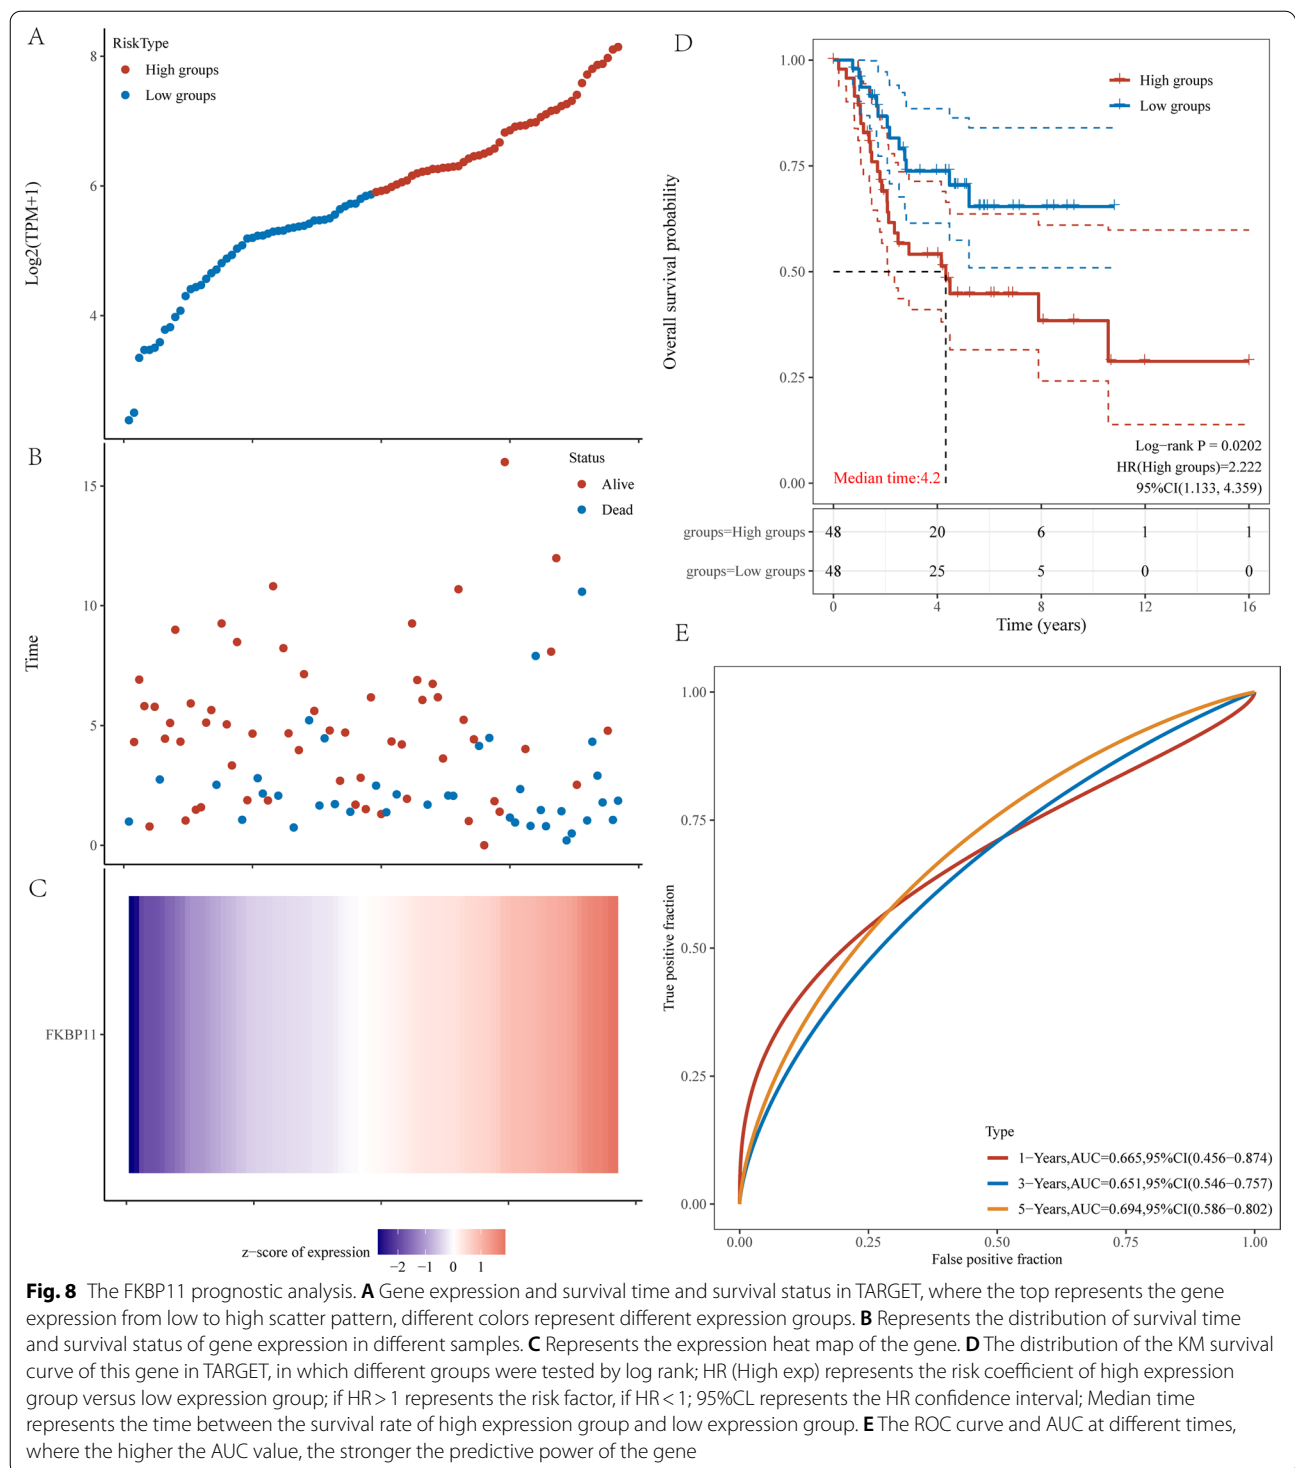 A
RiskType
High groups
Low groups
Log2(TPM+1)
8
6
4
B
Status
Alive
Dead
Time
15
10
5
0
C
FKBP11
z-score of expression
−2 −1 0 1
D
High groups
Low groups
Overall survival probability
1.00
0.75
0.50
0.25
0.00
Log−rank P = 0.0202
HR(High groups)=2.222
95%CI(1.133, 4.359)
Median time:4.2
groups=High groups 48 20 6 1 1
groups=Low groups 48 25 5 0 0
0 4 8 12 16
Time (years)
E
True positive fraction
1.00
0.75
0.50
0.25
0.00
Type
1−Years,AUC=0.665,95%CI(0.456−0.874)
3−Years,AUC=0.651,95%CI(0.546−0.757)
5−Years,AUC=0.694,95%CI(0.586−0.802)
0.00 0.25 0.50 0.75 1.00
False positive fraction
Fig. 8 The FKBP11 prognostic analysis. A Gene expression and survival time and survival status in TARGET, where the top represents the gene
expression from low to high scatter pattern, different colors represent different expression groups. B Represents the distribution of survival time
and survival status of gene expression in different samples. C Represents the expression heat map of the gene. D The distribution of the KM survival
curve of this gene in TARGET, in which different groups were tested by log rank; HR (High exp) represents the risk coefficient of high expression
group versus low expression group; if HR > 1 represents the risk factor, if HR < 1; 95%CL represents the HR confidence interval; Median time
represents the time between the survival rate of high expression group and low expression group. E The ROC curve and AUC at different times,
where the higher the AUC value, the stronger the predictive power of the gene